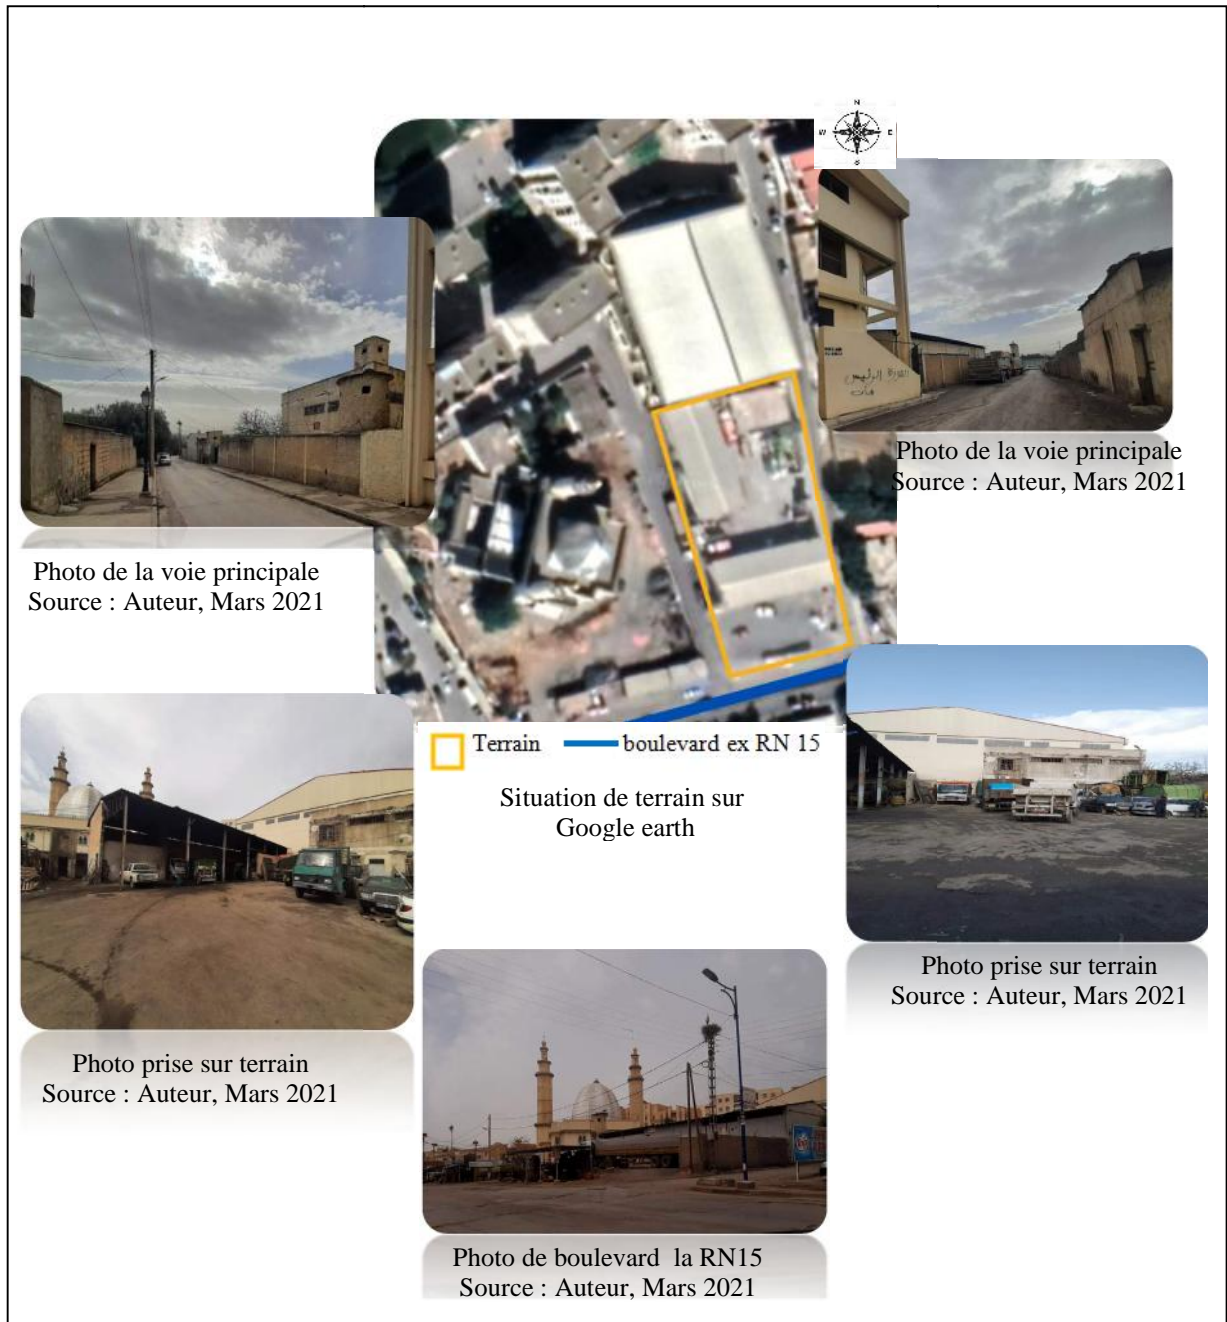 N
W E
S
Photo de la voie principale
Source : Auteur, Mars 2021
Photo de la voie principale
Source : Auteur, Mars 2021
Terrain boulevard ex RN 15
Situation de terrain sur
Google earth
Photo prise sur terrain
Source : Auteur, Mars 2021
Photo prise sur terrain
Source : Auteur, Mars 2021
Photo de boulevard la RN15
Source : Auteur, Mars 2021